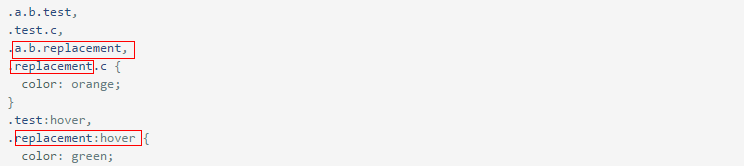 .a.b.test,
.test.c,
.a.b.replacement,
.replacement.c {
  color: orange;
}
.test:hover,
.replacement:hover {
  color: green;